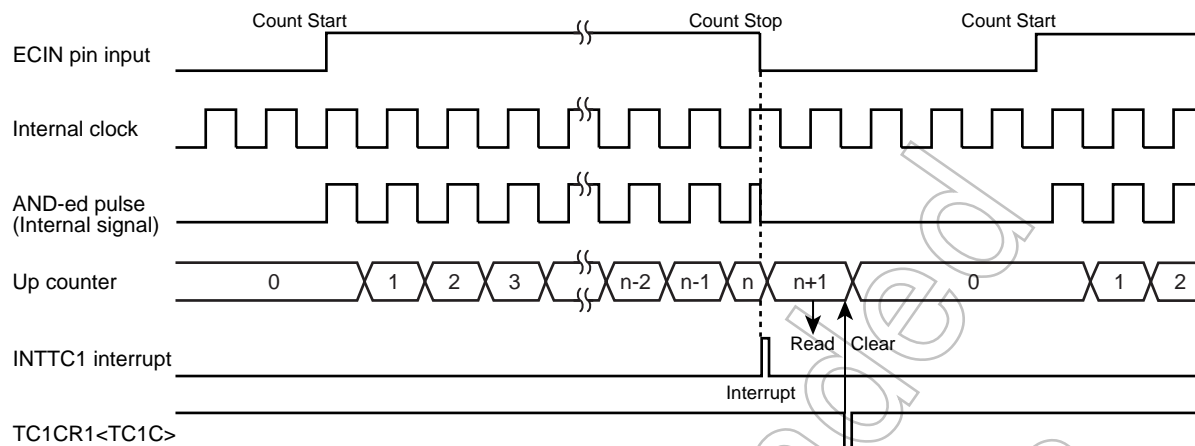 Count Start Count Stop Count Start
ECIN pin input
Internal clock
AND-ed pulse
(Internal signal)
Up counter 0 1 2 3 n-2 n-1 n n+1 0 1 2
Read Clear
INTTC1 interrupt
Interrupt
TC1CR1<TC1C>